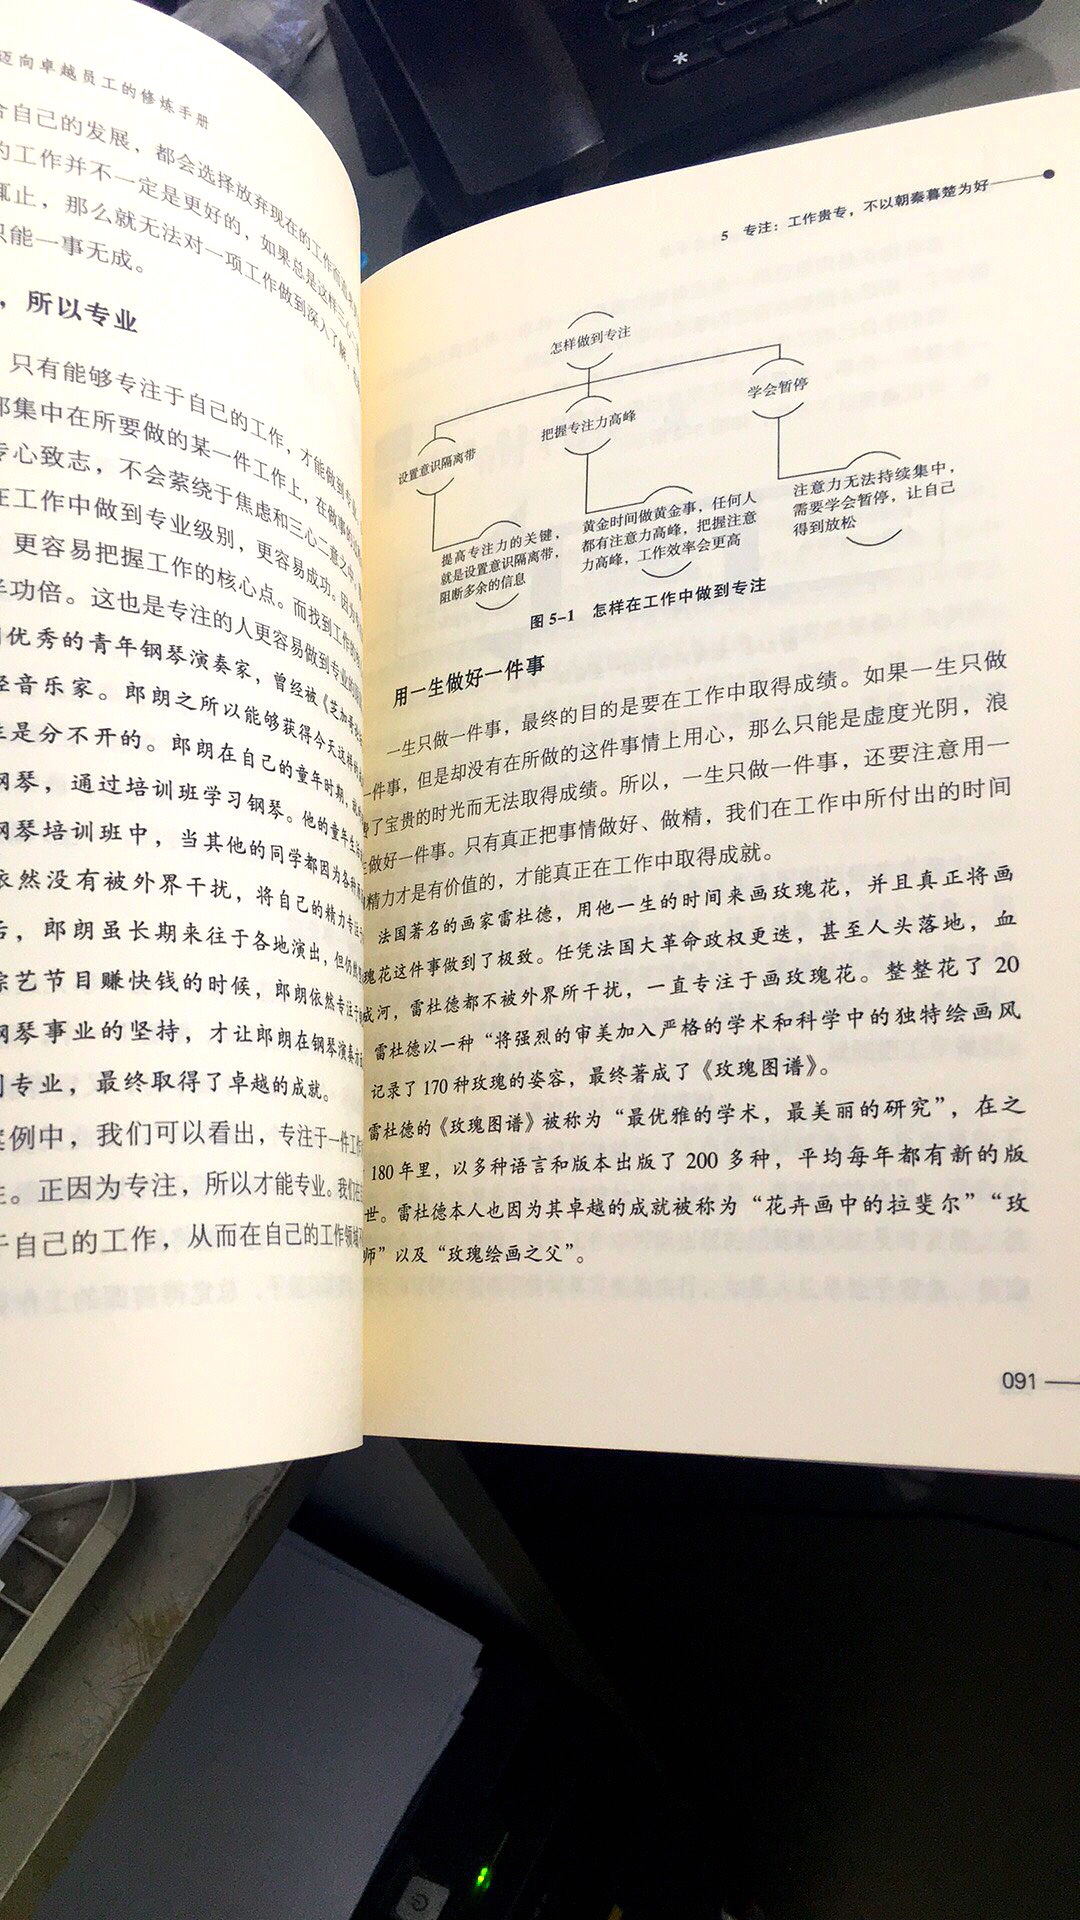 迈向卓越员工的修炼手册
自己的发展，都会选择放弃现在的工作而
的工作并不一定是更好的，如果总是这样三心二
辄止，那么就无法对一项工作做到深入了解，
只能一事无成。
，所以专业
只有能够专注于自己的工作，才能做到专业
集中在所要做的某一件工作上，在做事的
专心致志，不会萦绕于焦虑和三心二意之中，
在工作中做到专业级别，更容易成功。因为
更容易把握工作的核心点。而找到工作的
半功倍。这也是专注的人更容易做到专业的
优秀的青年钢琴演奏家，曾经被《芝加哥
音乐家。郎朗之所以能够获得今天这样
是分不开的。郎朗在自己的童年时期，
钢琴，通过培训班学习钢琴。他的童年生
钢琴培训班中，当其他的同学都因为各种
依然没有被外界干扰，将自己的精力专注
后，郎朗虽长期来往于各地演出，但仍然
综艺节目赚快钱的时候，郎朗依然专注于
钢琴事业的坚持，才让郎朗在钢琴演奏方面
到专业，最终取得了卓越的成就。
案例中，我们可以看出，专注于一件工作
。正因为专注，所以才能专业。我们在
于自己的工作，从而在自己的工作领域
5 专注：工作贵专，不以朝秦暮楚为好
怎样做到专注
设置意识隔离带
把握专注力高峰
学会暂停
提高专注力的关键，
就是设置意识隔离带，
阻断多余的信息
黄金时间做黄金事，任何人
都有注意力高峰，把握注意
力高峰，工作效率会更高
注意力无法持续集中，
需要学会暂停，让自己
得到放松
图 5-1 怎样在工作中做到专注
用一生做好一件事
一生只做一件事，最终的目的是要在工作中取得成绩。如果一生只做
一件事，但是却没有在所做的这件事情上用心，那么只能是虚度光阴，浪
费了宝贵的时光而无法取得成绩。所以，一生只做一件事，还要注意用一
生做好一件事。只有真正把事情做好、做精，我们在工作中所付出的时间
精力才是有价值的，才能真正在工作中取得成就。
法国著名的画家雷杜德，用他一生的时间来画玫瑰花，并且真正将画
瑰花这件事做到了极致。任凭法国大革命政权更迭，甚至人头落地，血
成河，雷杜德都不被外界所干扰，一直专注于画玫瑰花。整整花了 20
雷杜德以一种“将强烈的审美加入严格的学术和科学中的独特绘画风
记录了 170 种玫瑰的姿容，最终著成了《玫瑰图谱》。
雷杜德的《玫瑰图谱》被称为“最优雅的学术，最美丽的研究”，在之
180 年里，以多种语言和版本出版了 200 多种，平均每年都有新的版
世。雷杜德本人也因为其卓越的成就被称为“花卉画中的拉斐尔”“玫
师”以及“玫瑰绘画之父”。
091
*